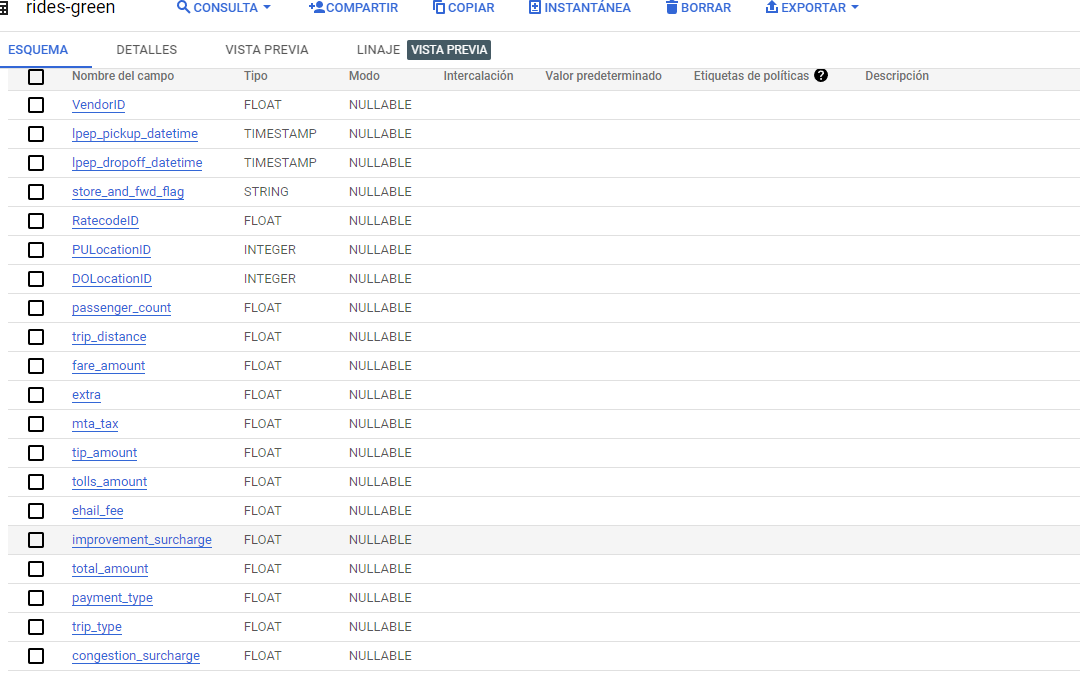 rides-green CONSULTA COMPARTIR COPIAR INSTANTÁNEA BORRAR EXPORTAR
ESQUEMA DETALLES VISTA PREVIA LINAJE VISTA PREVIA
Nombre del campo Tipo Modo Intercalación Valor predeterminado Etiquetas de políticas ? Descripción
VendorID FLOAT NULLABLE
lpep_pickup_datetime TIMESTAMP NULLABLE
lpep_dropoff_datetime TIMESTAMP NULLABLE
store_and_fwd_flag STRING NULLABLE
RatecodeID FLOAT NULLABLE
PULocationID INTEGER NULLABLE
DOLocationID INTEGER NULLABLE
passenger_count FLOAT NULLABLE
trip_distance FLOAT NULLABLE
fare_amount FLOAT NULLABLE
extra FLOAT NULLABLE
mta_tax FLOAT NULLABLE
tip_amount FLOAT NULLABLE
tolls_amount FLOAT NULLABLE
ehail_fee FLOAT NULLABLE
improvement_surcharge FLOAT NULLABLE
total_amount FLOAT NULLABLE
payment_type FLOAT NULLABLE
trip_type FLOAT NULLABLE
congestion_surcharge FLOAT NULLABLE